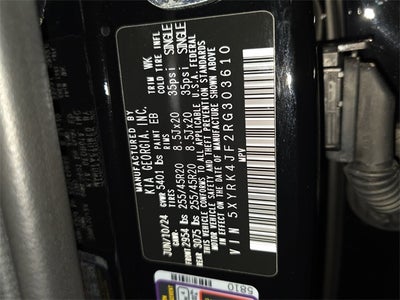 MANUFACTURED BY
KIA GEORGIA, INC.
JUN/10/24 PAINT EB TRIM WK
GVWR 5401 lbs
GAWR TIRES RIMS COLD TIRE INFL
FRONT 2954 lbs 255/45R20 8.5Jx20 35psi SINGLE
REAR 3075 lbs 255/45R20 8.5Jx20 35psi SINGLE
THIS VEHICLE CONFORMS TO ALL APPLICABLE U.S.A. FEDERAL
MOTOR VEHICLE SAFETY AND THEFT PREVENTION STANDARDS
IN EFFECT ON THE DATE OF MANUFACTURE SHOWN ABOVE
VIN 5XYRK4JF2RG303610
MPV
5810